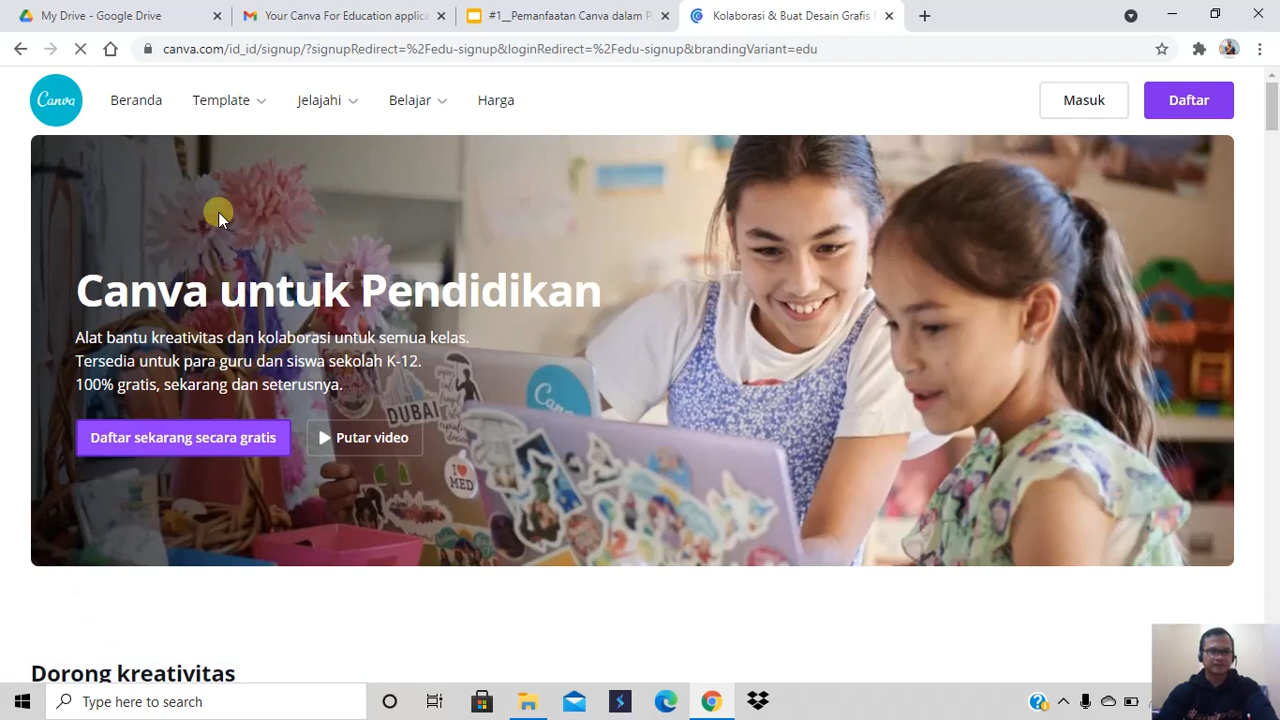 My Drive - Google Drive
Your Canva For Education applic
#1__Pemanfaatan Canva dalam P
Kolaborasi & Buat Desain Grafis
canva.com/id_id/signup/?signupRedirect=%2Fedu-signup&loginRedirect=%2Fedu-signup&brandingVariant=edu
Canva
Beranda
Template
Jelajahi
Belajar
Harga
Masuk
Daftar
Canva untuk Pendidikan
Alat bantu kreativitas dan kolaborasi untuk semua kelas.
Tersedia untuk para guru dan siswa sekolah K-12.
100% gratis, sekarang dan seterusnya.
Daftar sekarang secara gratis
Putar video
DUBAI
Canva
I
MED
Dorong kreativitas
Type here to search